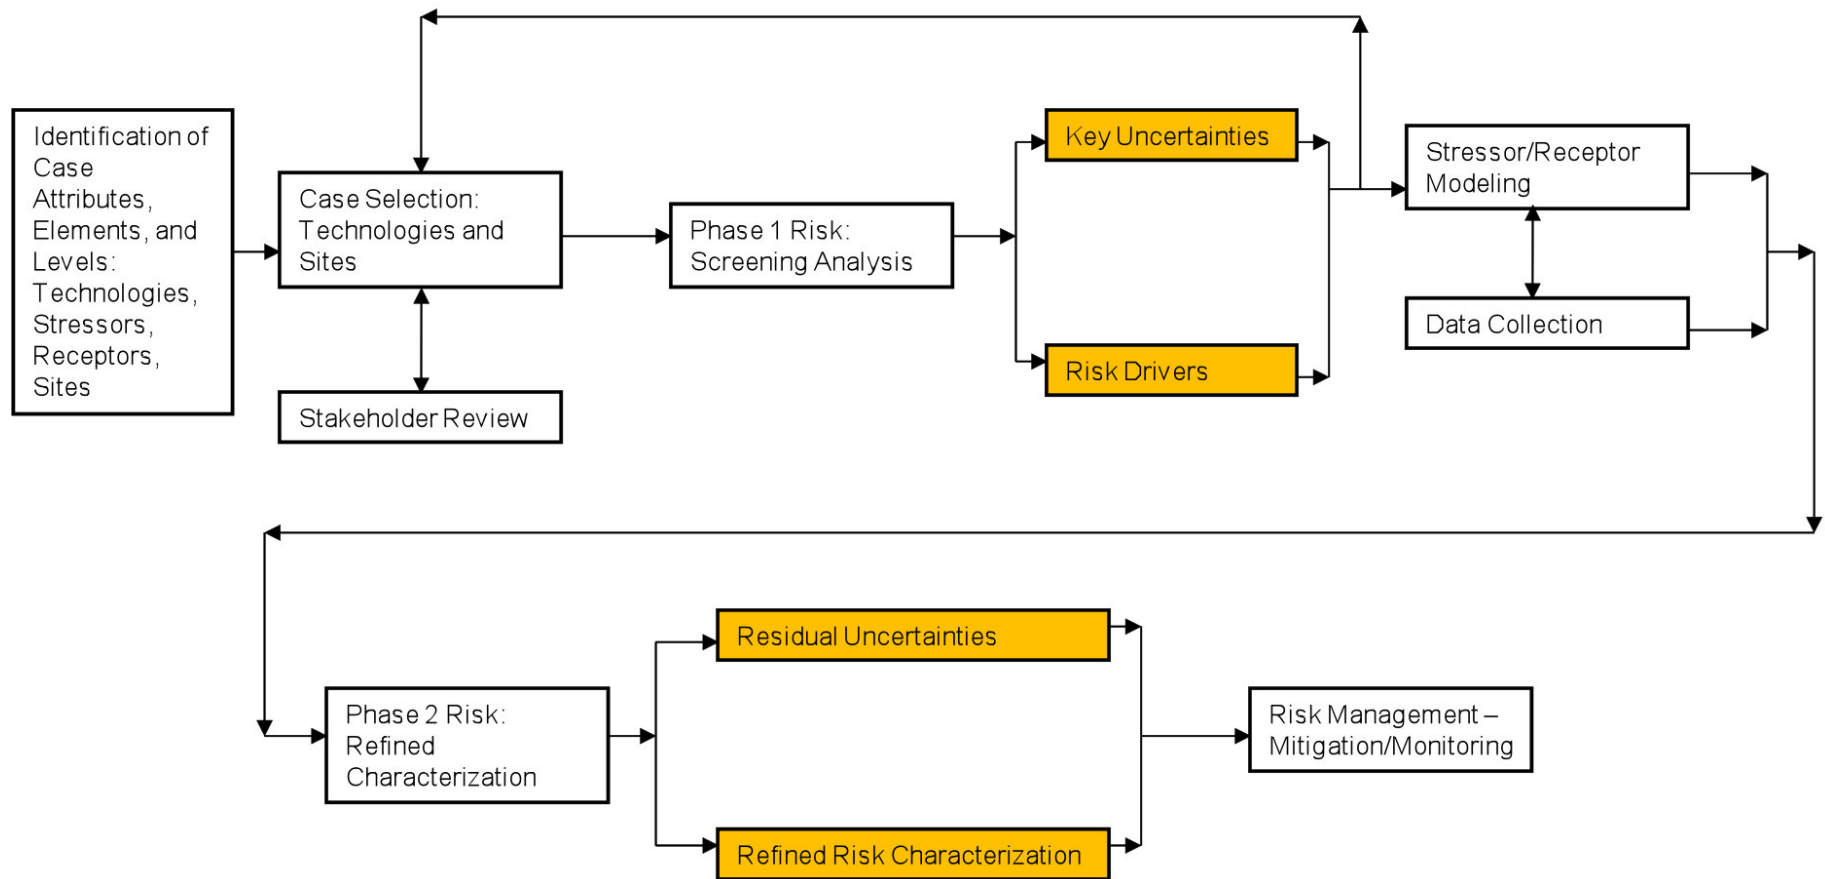 Identification of
Case
Attributes,
Elements, and
Levels:
Technologies,
Stressors,
Receptors,
Sites
Case Selection:
Technologies and
Sites
Stakeholder Review
Phase 1 Risk:
Screening Analysis
Key Uncertainties
Risk Drivers
Stressor/Receptor
Modeling
Data Collection
Phase 2 Risk:
Refined
Characterization
Residual Uncertainties
Refined Risk Characterization
Risk Management –
Mitigation/Monitoring